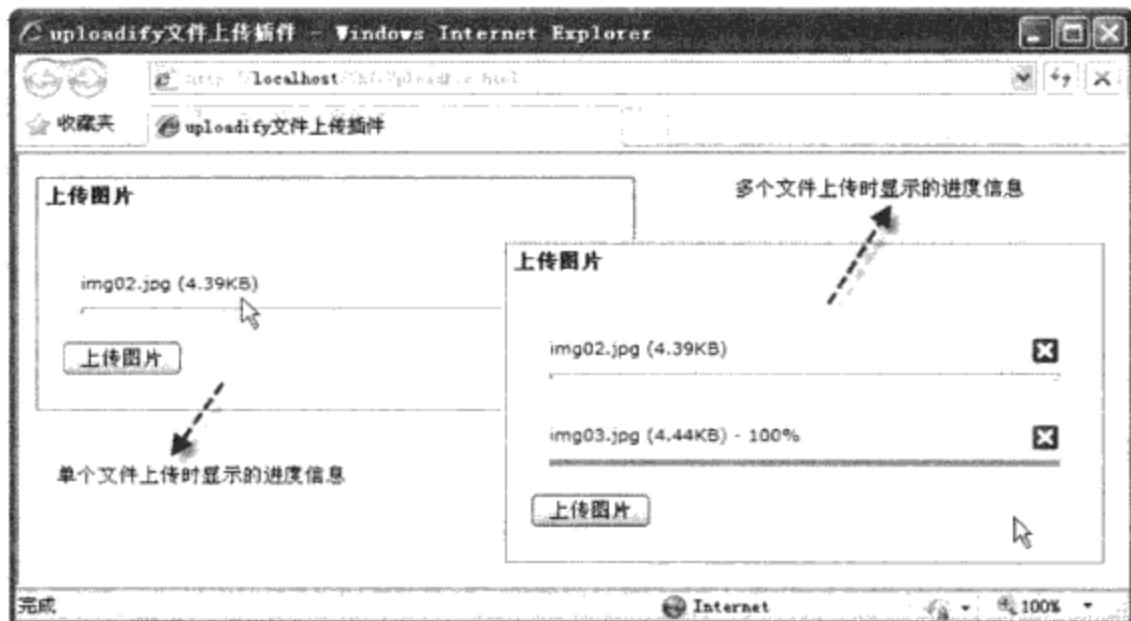 uploadify文件上传插件 - Windows Internet Explorer
localhost
收藏夹
uploadify文件上传插件
上传图片
img02.jpg (4.39KB)
上传图片
单个文件上传时显示的进度信息
多个文件上传时显示的进度信息
上传图片
img02.jpg (4.39KB)
img03.jpg (4.44KB) - 100%
上传图片
完成
Internet
100%